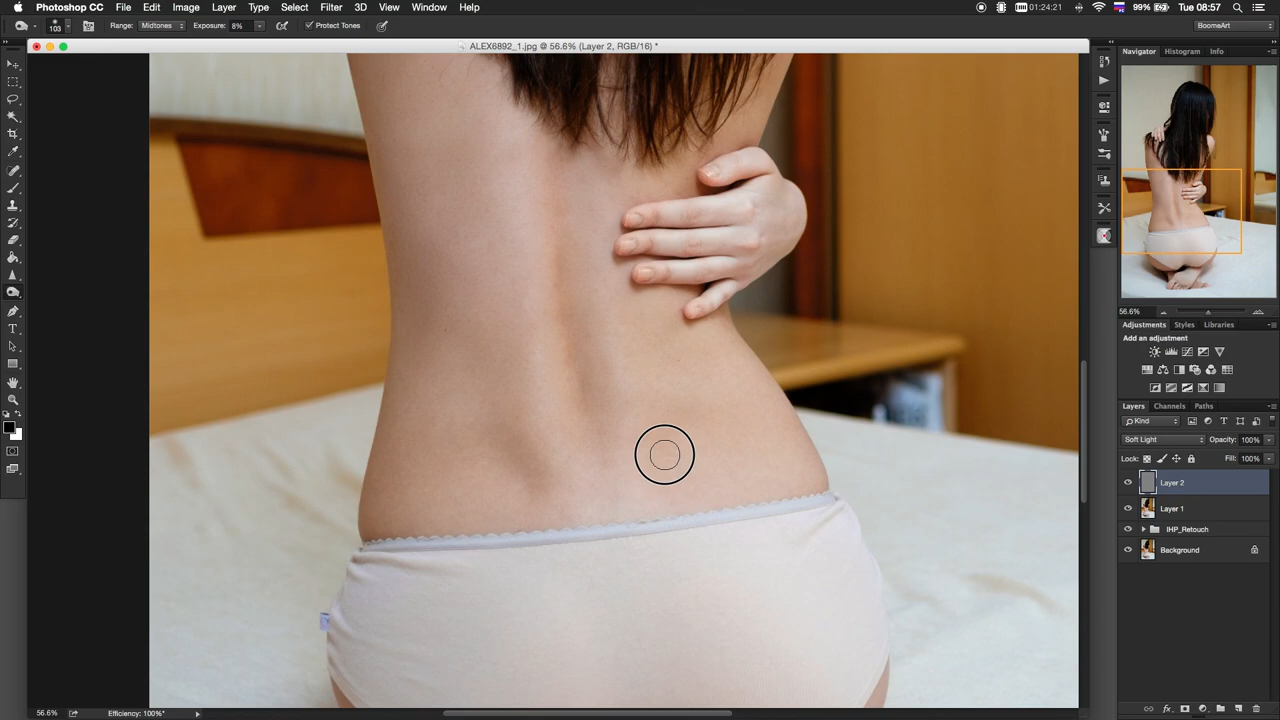 Photoshop CC File Edit Image Layer Type Select Filter 3D View Window Help 01:24:21 99% Tue 08:57
103 Range: Midtones Exposure: 8% Protect Tones BoomeArt
ALEX6892_1.jpg @ 56.6% (Layer 2, RGB/16) *
Navigator Histogram Info
56.6%
Adjustments Styles Libraries
Add an adjustment
Layers Channels Paths
Kind
Soft Light Opacity: 100%
Lock: Fill: 100%
Layer 2
Layer 1
IHP_Retouch
Background
56.6% Efficiency: 100%*